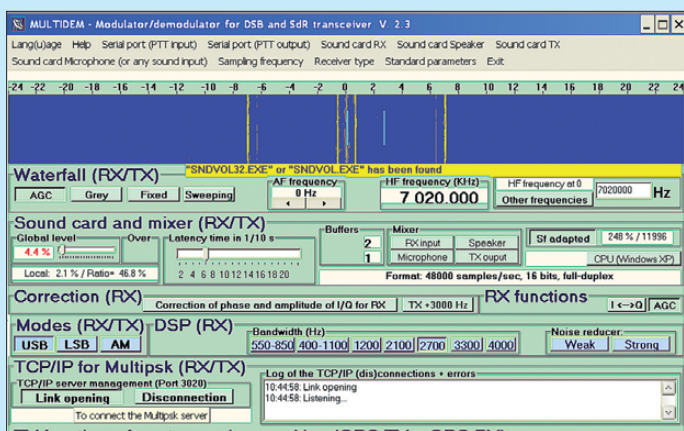 MULTIDEM - Modulator/demodulator for DSB and SdR transceiver V. 2.3
Lang(u)age Help Serial port (PTT input) Serial port (PTT output) Sound card RX Sound card Speaker Sound card TX
Sound card Microphone (or any sound input) Sampling frequency Receiver type Standard parameters Exit
-24 -22 -20 -18 -16 -14 -12 -10 -8 -6 -4 -2 0 2 4 6 8 10 12 14 16 18 20 22 24
"SNDVOL32.EXE" or "SNDVOL.EXE" has been found
Waterfall (RX/TX)
AGC Grey Fixed Sweeping
AF frequency
0 Hz
HF frequency (KHz)
7 020.000
HF frequency at 0
Other frequencies
7020000 Hz
Sound card and mixer (RX/TX)
Global level Over
4.4 %
Local: 2.1 % / Ratio= 46.8 %
Latency time in 1/10 s
2 4 6 8 10 12 14 16 18 20
Buffers
2
1
Mixer
RX input Speaker
Microphone TX ouput
Sf adapted 248 % / 11996
CPU (Windows XP)
Format: 48000 samples/sec, 16 bits, full-duplex
Correction (RX) Correction of phase and amplitude of I/Q for RX TX +3000 Hz RX functions I <-->Q AGC
Modes (RX/TX)
USB LSB AM
DSP (RX)
Bandwidth (Hz)
550-850 400-1100 1200 2100 2700 3300 4000
Noise reducer
Weak Strong
TCP/IP for Multipsk (RX/TX)
TCP/IP server management (Port 3020)
Link opening Disconnection
To connect the Multipsk server
Log of the TCP/IP (dis)connections + errors
10:44:58: Link opening
10:44:58: Listening...